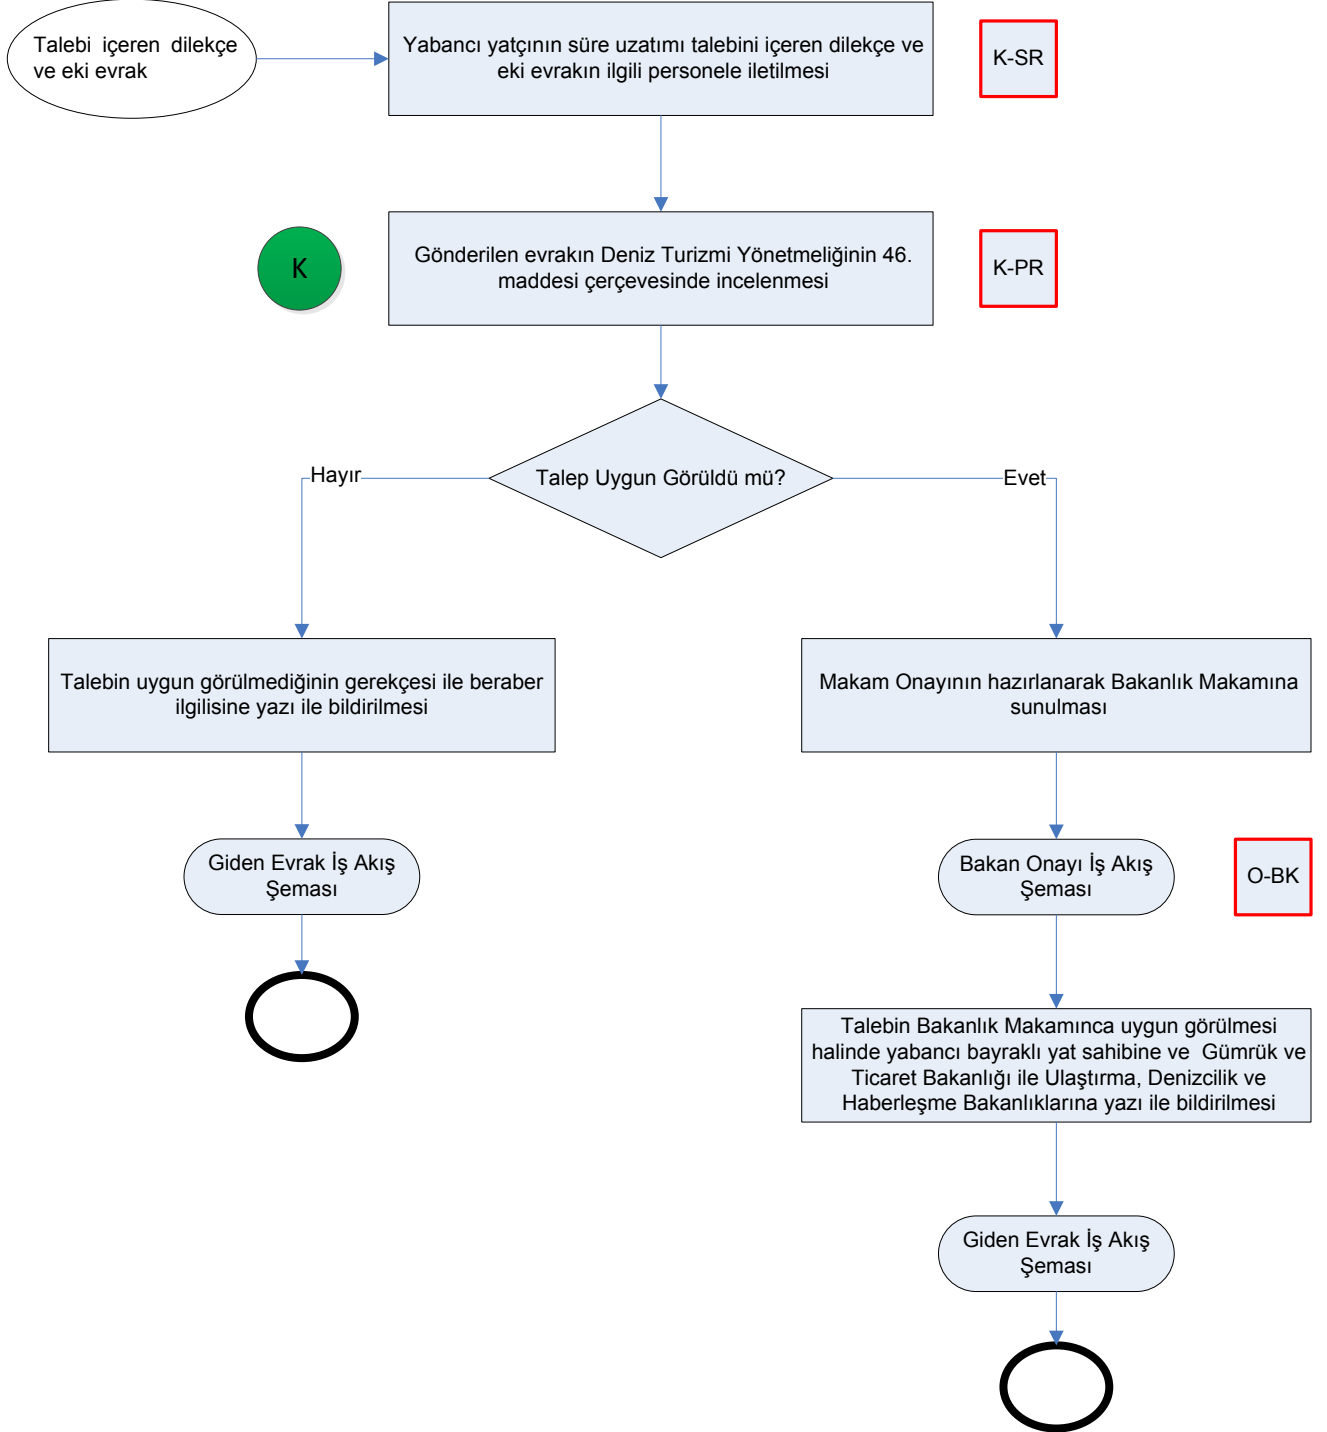 Talebi içeren dilekçe
ve eki evrak
Yabancı yatçının süre uzatımı talebini içeren dilekçe ve
eki evrakın ilgili personele iletilmesi
K-SR
K
Gönderilen evrakın Deniz Turizmi Yönetmeliğinin 46.
maddesi çerçevesinde incelenmesi
K-PR
Hayır
Talep Uygun Görüldü mü?
Evet
Talebin uygun görülmediğinin gerekçesi ile beraber
ilgilisine yazı ile bildirilmesi
Makam Onayının hazırlanarak Bakanlık Makamına
sunulması
Giden Evrak İş Akış
Şeması
Bakan Onayı İş Akış
Şeması
O-BK
Talebin Bakanlık Makamınca uygun görülmesi
halinde yabancı bayraklı yat sahibine ve Gümrük ve
Ticaret Bakanlığı ile Ulaştırma, Denizcilik ve
Haberleşme Bakanlıklarına yazı ile bildirilmesi
Giden Evrak İş Akış
Şeması